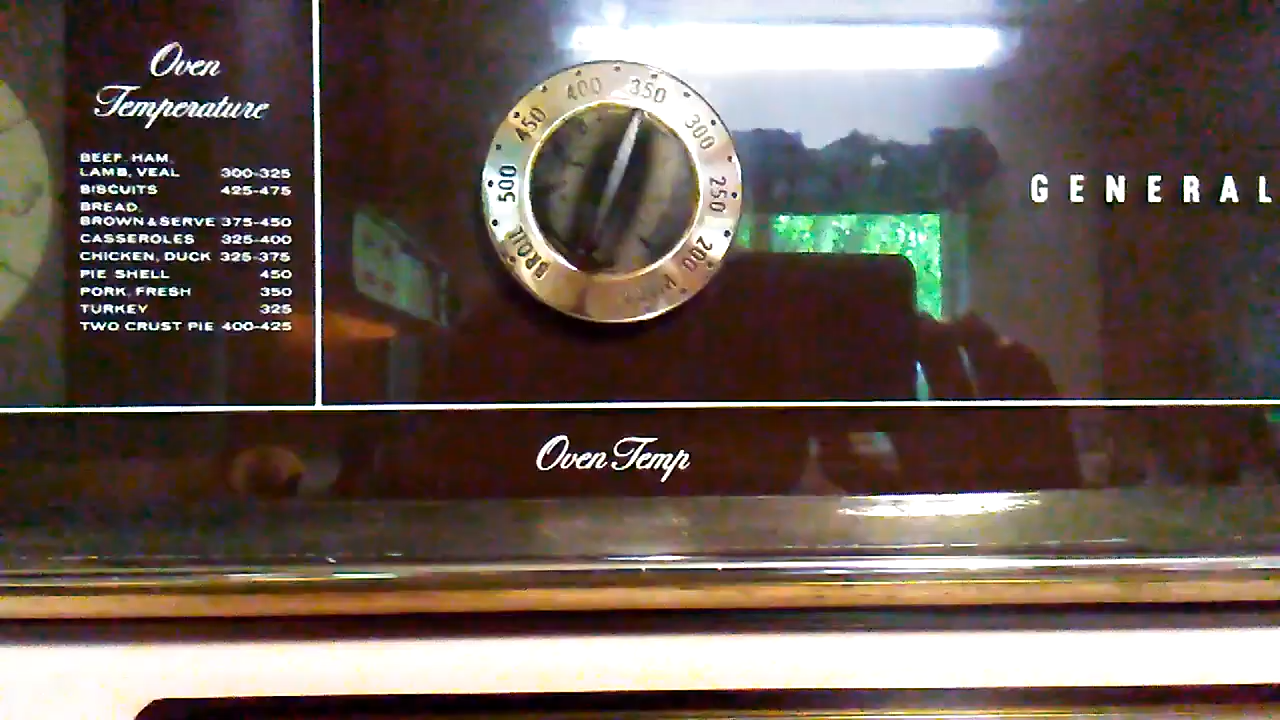 Oven
Temperature
BEEF, HAM,
LAMB, VEAL 300-325
BISCUITS 425-475
BREAD,
BROWN & SERVE 375-450
CASSEROLES 325-400
CHICKEN, DUCK 325-375
PIE SHELL 450
PORK, FRESH 350
TURKEY 325
TWO CRUST PIE 400-425
BROIL
500
450
400
350
300
250
200
GENERAL
Oven Temp